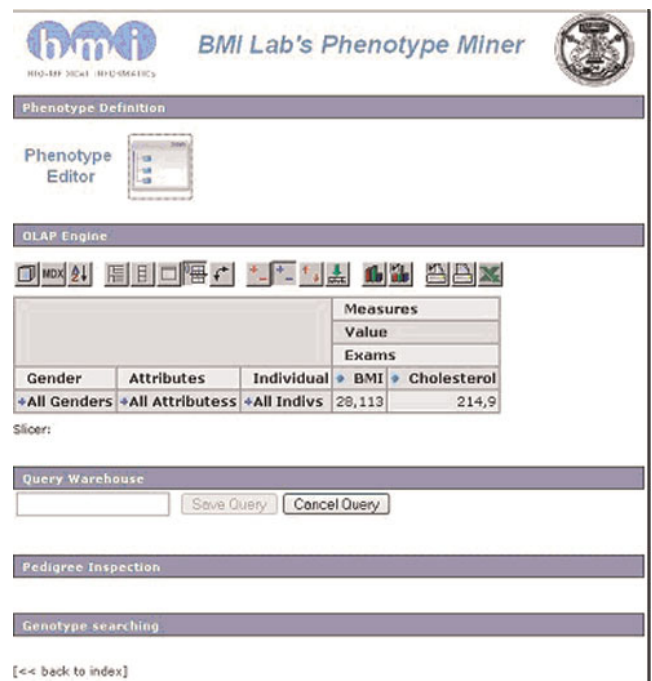 bmi
BMI Lab's Phenotype Miner
Phenotype Definition
Phenotype
Editor
OLAP Engine
MDX
Measures
Value
Exams
Gender Attributes Individual BMI Cholesterol
+All Genders +All Attributess +All Indivs 28,113 214,9
Slicer:
Query Warehouse
Save Query Cancel Query
Pedigree Inspection
Genotype searching
[<< back to index]